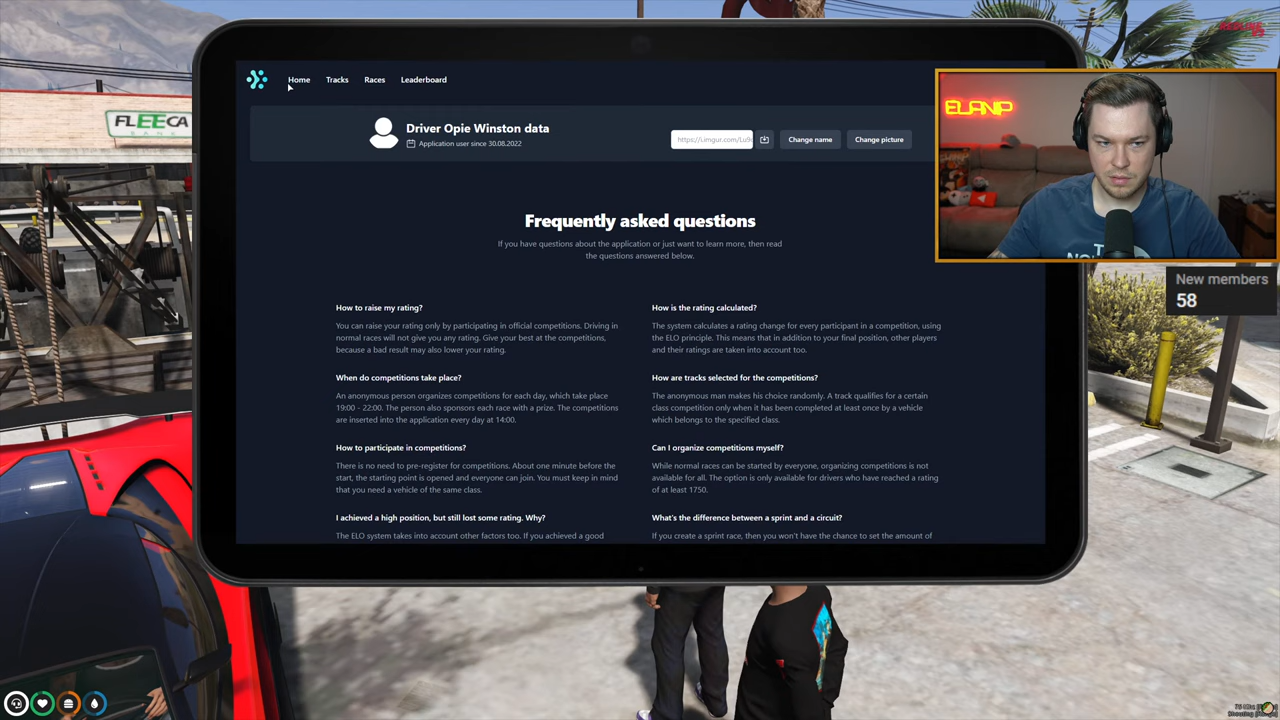 Home Tracks Races Leaderboard
FLEECA
BANK
ELANIP
Driver Opie Winston data
Application user since 30.08.2022
Change name
Change picture
New members
58
Frequently asked questions
If you have questions about the application or just want to learn more, then read
the questions answered below.
How to raise my rating?
You can raise your rating only by participating in official competitions. Driving in
normal races will not give you any rating. Give your best at the competitions,
because a bad result may also lower your rating.
How is the rating calculated?
The system calculates a rating change for every participant in a competition, using
the ELO principle. This means that in addition to your final position, other players
and their ratings are taken into account too.
When do competitions take place?
An anonymous person organizes competitions for each day, which take place
19:00 - 22:00. The person also sponsors each race with a prize. The competitions
are inserted into the application every day at 14:00.
How are tracks selected for the competitions?
The anonymous man makes his choice randomly. A track qualifies for a certain
class competition only when it has been completed at least once by a vehicle
which belongs to the specified class.
How to participate in competitions?
There is no need to pre-register for competitions. About one minute before the
start, the starting point is opened and everyone can join. You must keep in mind
that you need a vehicle of the same class.
Can I organize competitions myself?
While normal races can be started by everyone, organizing competitions is not
available for all. The option is only available for drivers who have reached a rating
of at least 1750.
I achieved a high position, but still lost some rating. Why?
The ELO system takes into account other factors too. If you achieved a good
What's the difference between a sprint and a circuit?
If you create a sprint race, then you won't have the chance to set the amount of